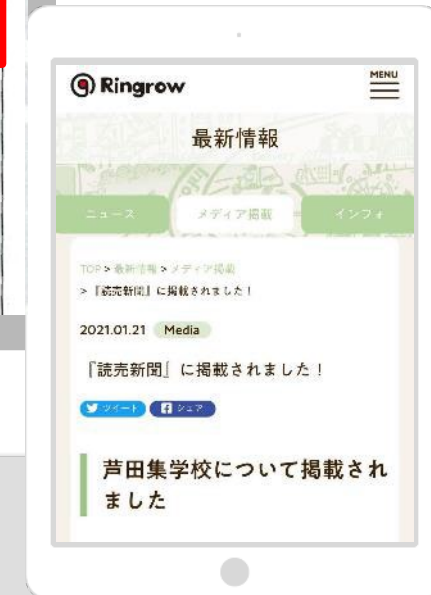 Ringrow
MENU
最新情報
ニュース
メディア掲載
インフォ
TOP > 最新情報 > メディア掲載
> 『読売新聞』に掲載されました！
2021.01.21 Media
『読売新聞』に掲載されました！
ツイート
シェア
芦田集学校について掲載され
ました